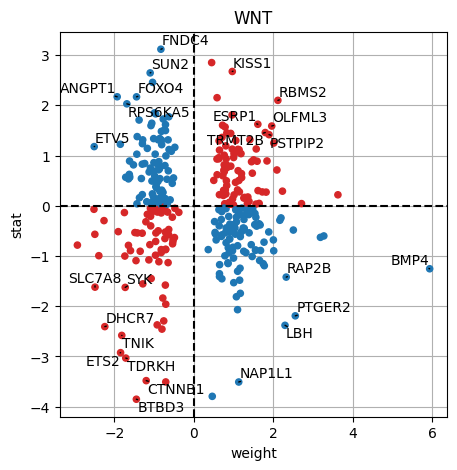 WNT
FNDC4
SUN2
KISS1
ANGPT1
FOXO4
RBMS2
RPS6KA5
ESRP1
OLFML3
ETV5
TRMT2B
PSTPIP2
BMP4
RAP2B
SLC7A8
SYK
PTGER2
DHCR7
LBH
TNIK
ETS2
TDRKH
NAP1L1
CTNNB1
BTBD3
3
2
1
0
−1
−2
−3
−4
stat
−2 0 2 4 6
weight